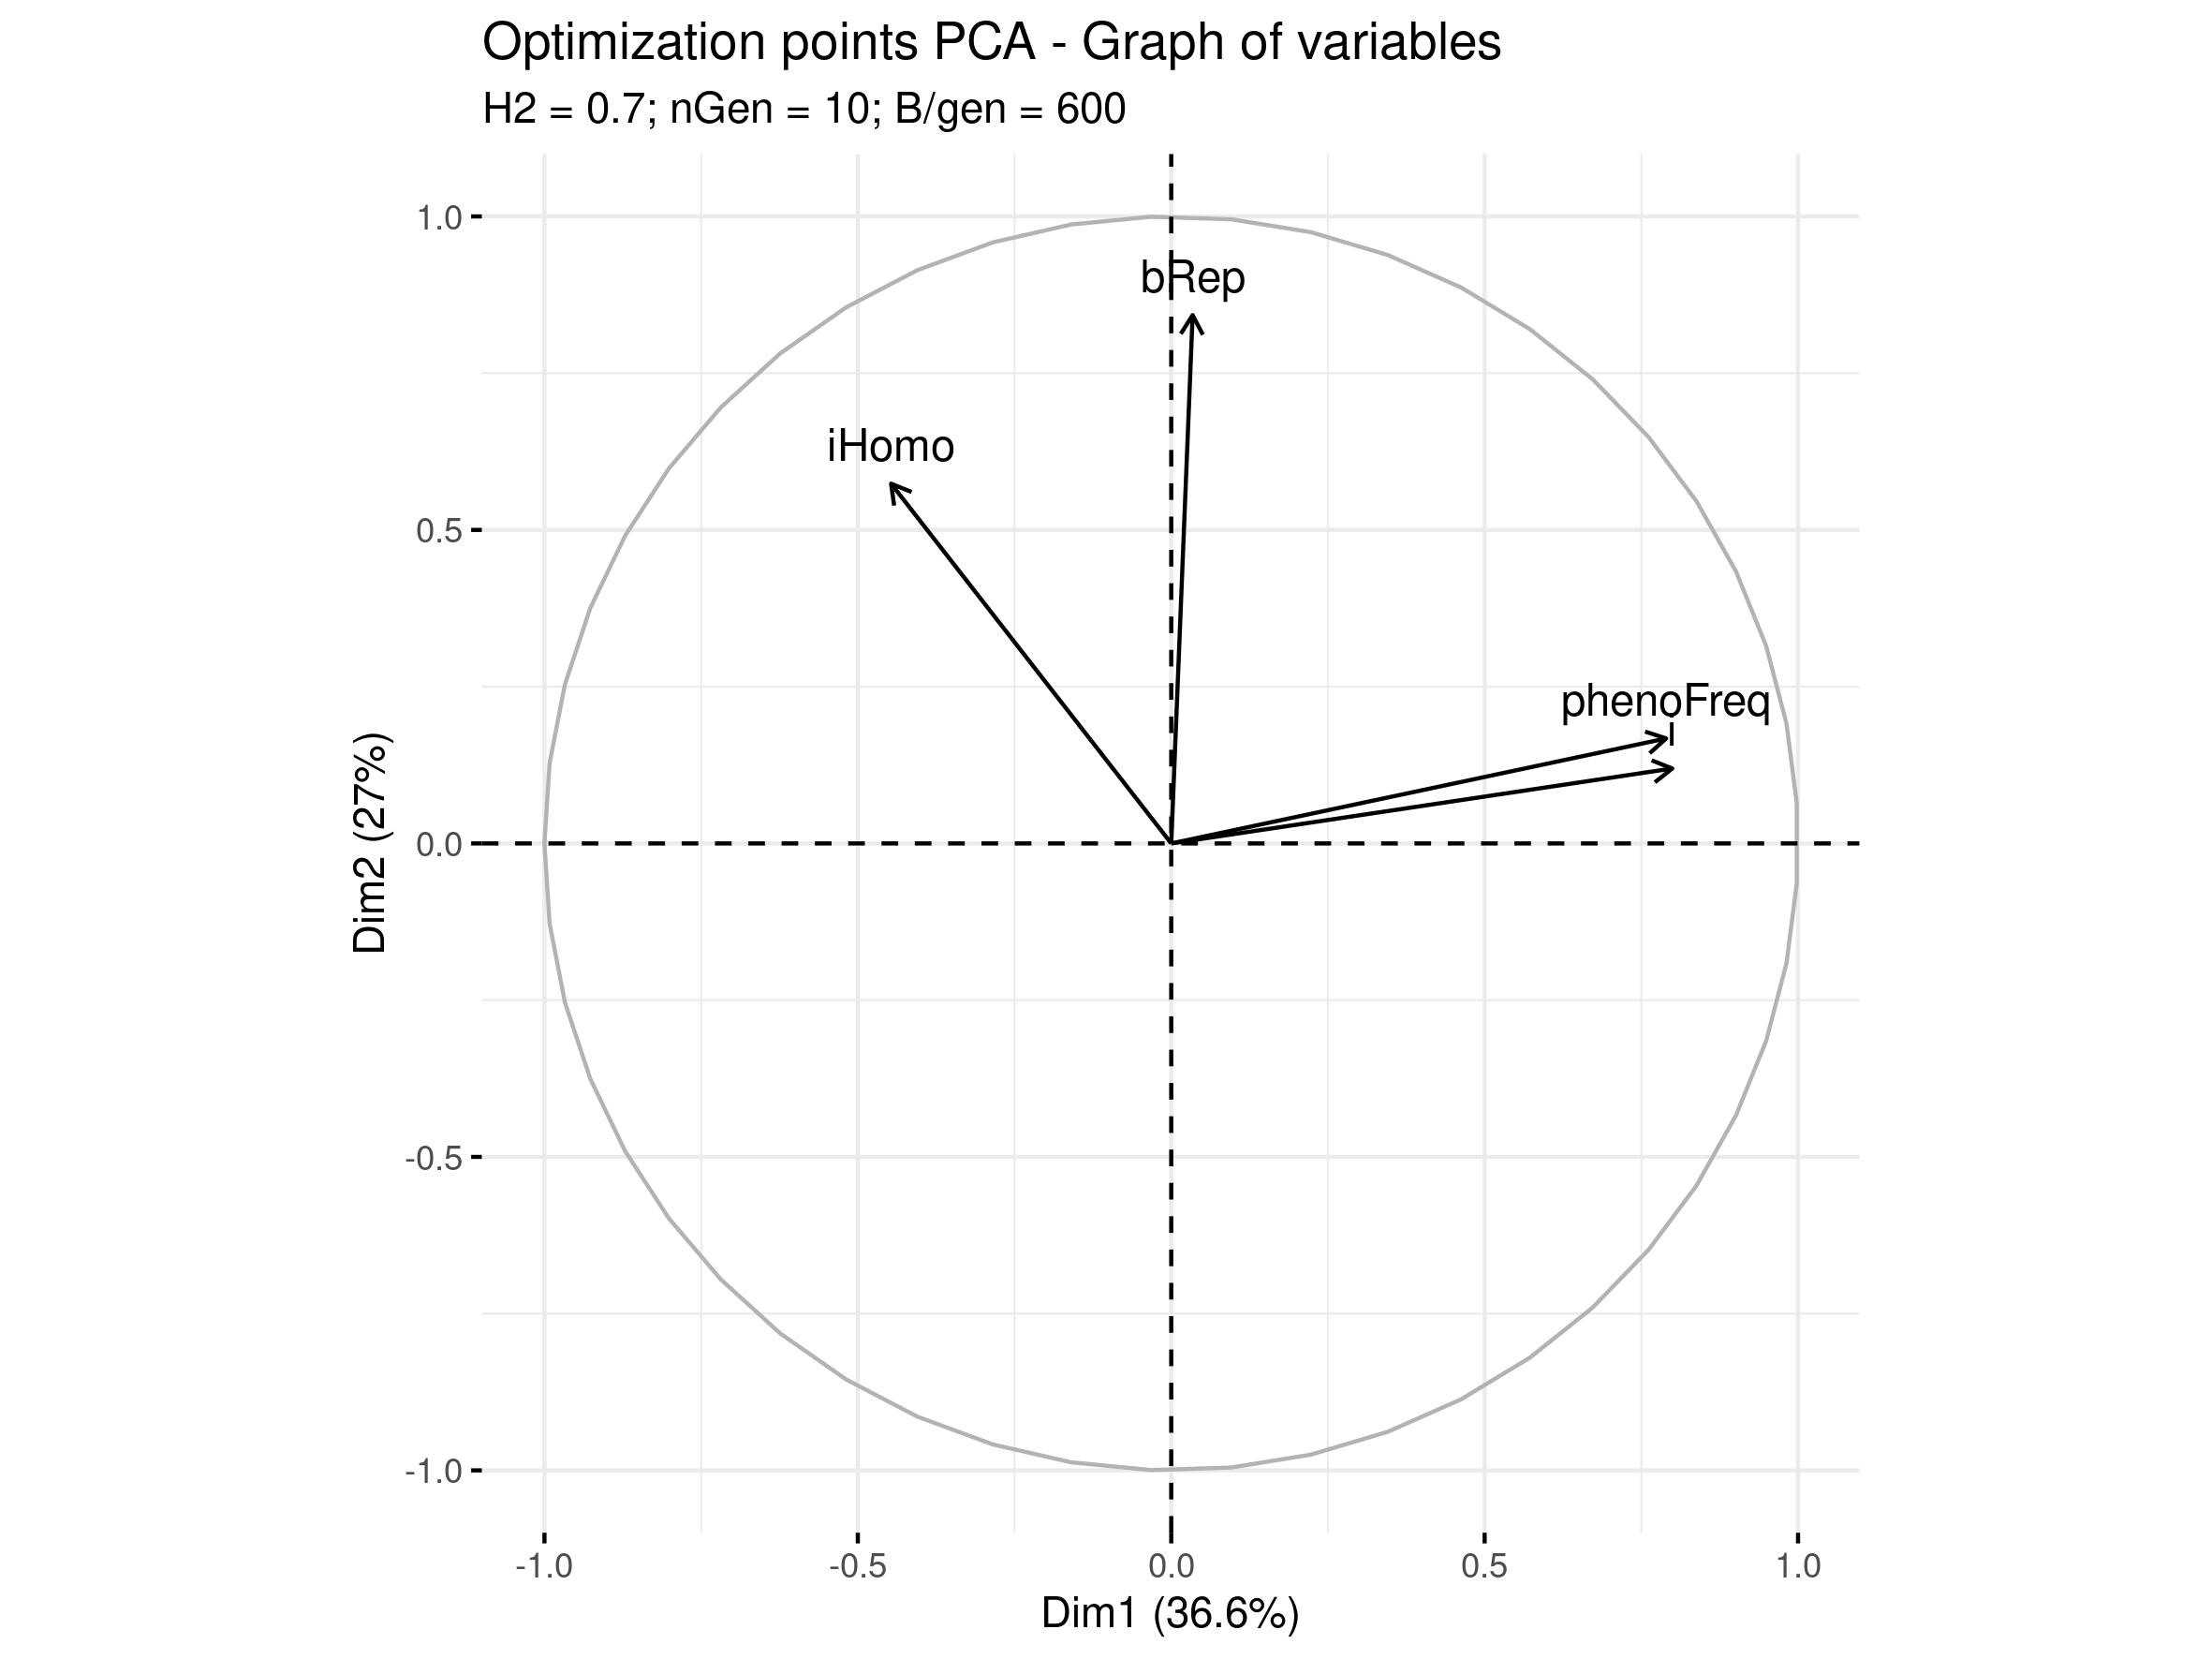 Optimization points PCA - Graph of variables
H2 = 0.7; nGen = 10; B/gen = 600
1.0
bRep
iHomo
0.5
phenoFreq
I
0.0
-0.5
-1.0
Dim2 (27%)
-1.0
-0.5
0.0
0.5
1.0
Dim1 (36.6%)